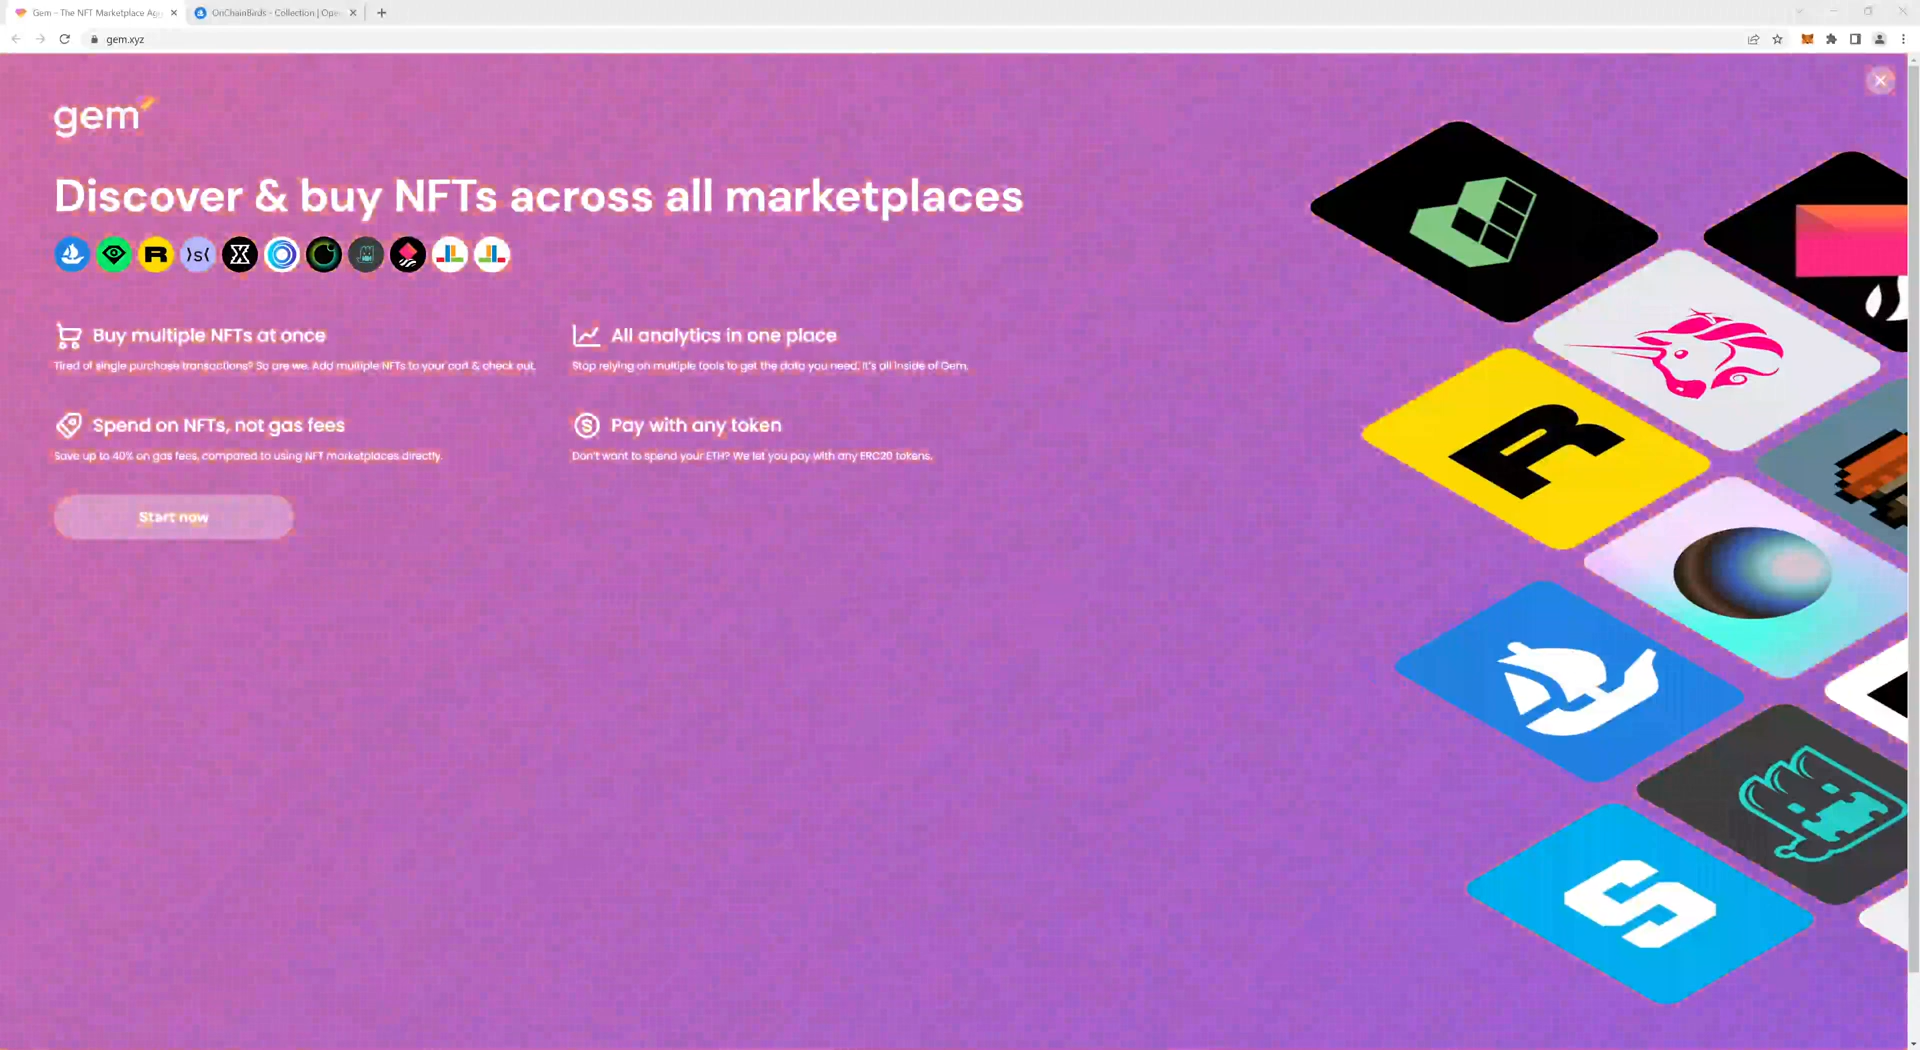 Gem - The NFT Marketplace Ag
OnChainBirds - Collection | Ope
gem.xyz
gem
Discover & buy NFTs across all marketplaces
R
}s{
Buy multiple NFTs at once
All analytics in one place
Tired of single purchase transactions? So are we. Add multiple NFTs to your cart & check out.
Stop relying on multiple tools to get the data you need. It's all inside of Gem.
Spend on NFTs, not gas fees
Pay with any token
Save up to 40% on gas fees, compared to using NFT marketplaces directly.
Don't want to spend your ETH? We let you pay with any ERC20 tokens.
Start now
R
S